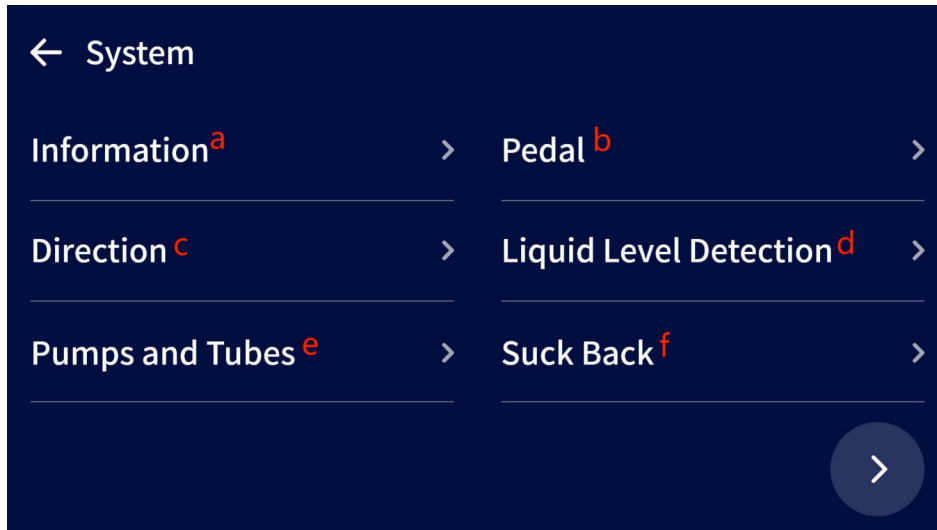 ← System
Information a
Pedal b
Direction c
Liquid Level Detection d
Pumps and Tubes e
Suck Back f